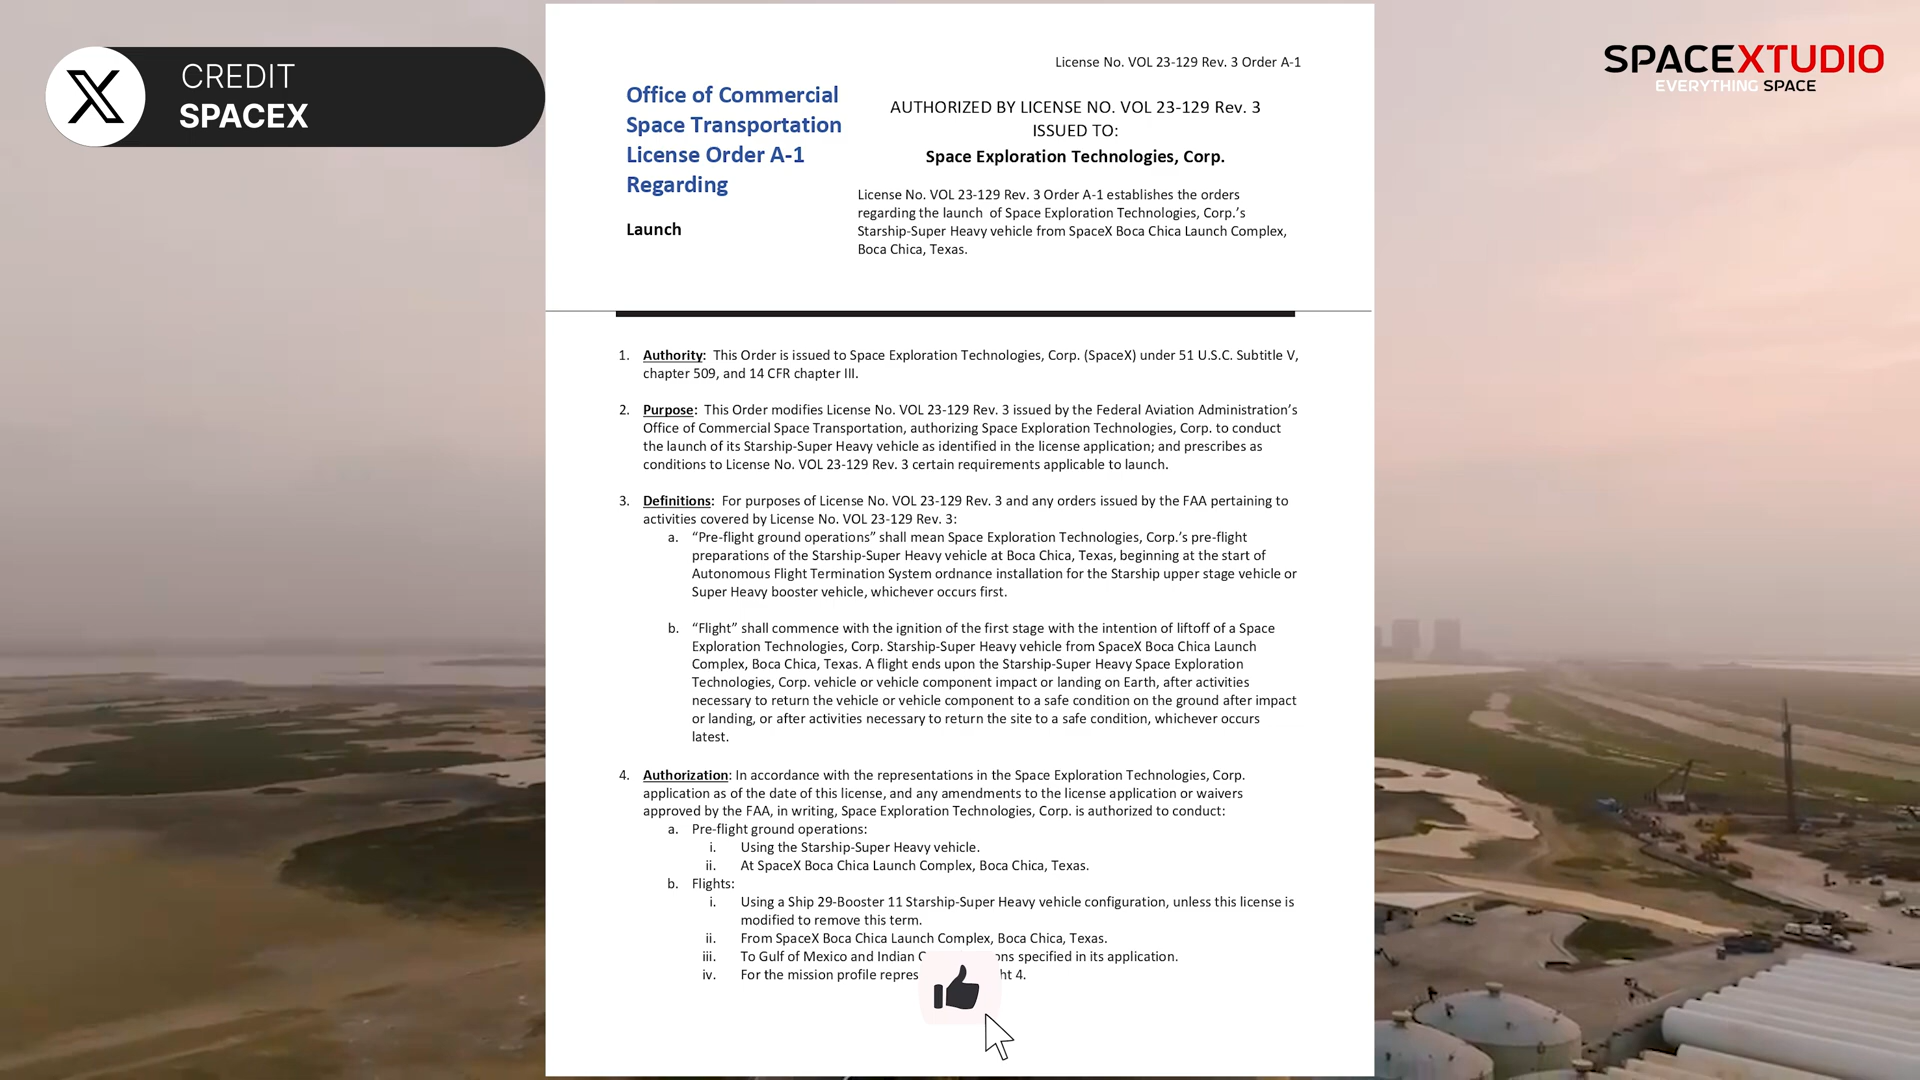 CREDIT
SPACEX
SPACEXTUDIO
EVERYTHING SPACE
License No. VOL 23-129 Rev. 3 Order A-1
Office of Commercial
Space Transportation
License Order A-1
Regarding
Launch
AUTHORIZED BY LICENSE NO. VOL 23-129 Rev. 3
ISSUED TO:
Space Exploration Technologies, Corp.
License No. VOL 23-129 Rev. 3 Order A-1 establishes the orders
regarding the launch of Space Exploration Technologies, Corp.’s
Starship-Super Heavy vehicle from SpaceX Boca Chica Launch Complex,
Boca Chica, Texas.
1. Authority: This Order is issued to Space Exploration Technologies, Corp. (SpaceX) under 51 U.S.C. Subtitle V,
chapter 509, and 14 CFR chapter III.
2. Purpose: This Order modifies License No. VOL 23-129 Rev. 3 issued by the Federal Aviation Administration’s
Office of Commercial Space Transportation, authorizing Space Exploration Technologies, Corp. to conduct
the launch of its Starship-Super Heavy vehicle as identified in the license application; and prescribes as
conditions to License No. VOL 23-129 Rev. 3 certain requirements applicable to launch.
3. Definitions: For purposes of License No. VOL 23-129 Rev. 3 and any orders issued by the FAA pertaining to
activities covered by License No. VOL 23-129 Rev. 3:
a. “Pre-flight ground operations” shall mean Space Exploration Technologies, Corp.’s pre-flight
preparations of the Starship-Super Heavy vehicle at Boca Chica, Texas, beginning at the start of
Autonomous Flight Termination System ordnance installation for the Starship upper stage vehicle or
Super Heavy booster vehicle, whichever occurs first.
b. “Flight” shall commence with the ignition of the first stage with the intention of liftoff of a Space
Exploration Technologies, Corp. Starship-Super Heavy vehicle from SpaceX Boca Chica Launch
Complex, Boca Chica, Texas. A flight ends upon the Starship-Super Heavy Space Exploration
Technologies, Corp. vehicle or vehicle component impact or landing on Earth, after activities
necessary to return the vehicle or vehicle component to a safe condition on the ground after impact
or landing, or after activities necessary to return the site to a safe condition, whichever occurs
latest.
4. Authorization: In accordance with the representations in the Space Exploration Technologies, Corp.
application as of the date of this license, and any amendments to the license application or waivers
approved by the FAA, in writing, Space Exploration Technologies, Corp. is authorized to conduct:
a. Pre-flight ground operations:
i. Using the Starship-Super Heavy vehicle.
ii. At SpaceX Boca Chica Launch Complex, Boca Chica, Texas.
b. Flights:
i. Using a Ship 29-Booster 11 Starship-Super Heavy vehicle configuration, unless this license is
modified to remove this term.
ii. From SpaceX Boca Chica Launch Complex, Boca Chica, Texas.
iii. To Gulf of Mexico and Indian specified in its application.
iv. For the mission profile 4.